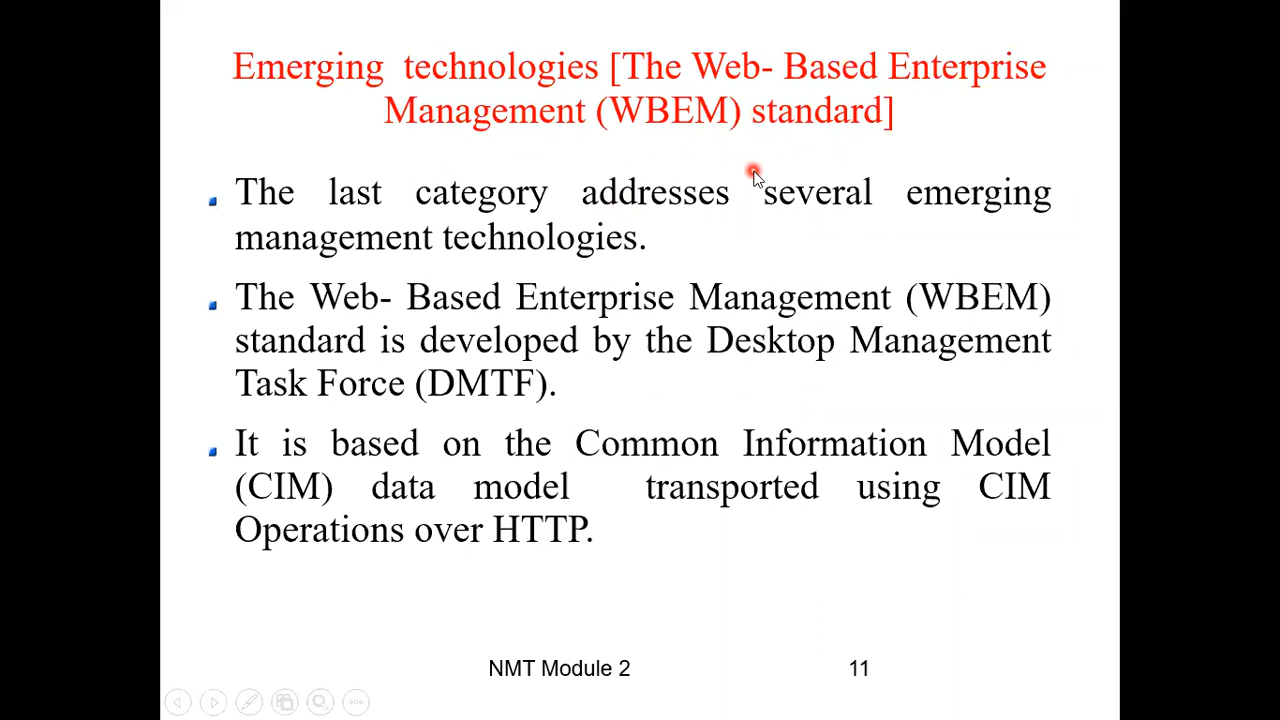 Emerging technologies [The Web- Based Enterprise
Management (WBEM) standard]
The last category addresses several emerging
management technologies.
The Web- Based Enterprise Management (WBEM)
standard is developed by the Desktop Management
Task Force (DMTF).
It is based on the Common Information Model
(CIM) data model transported using CIM
Operations over HTTP.
NMT Module 2 11